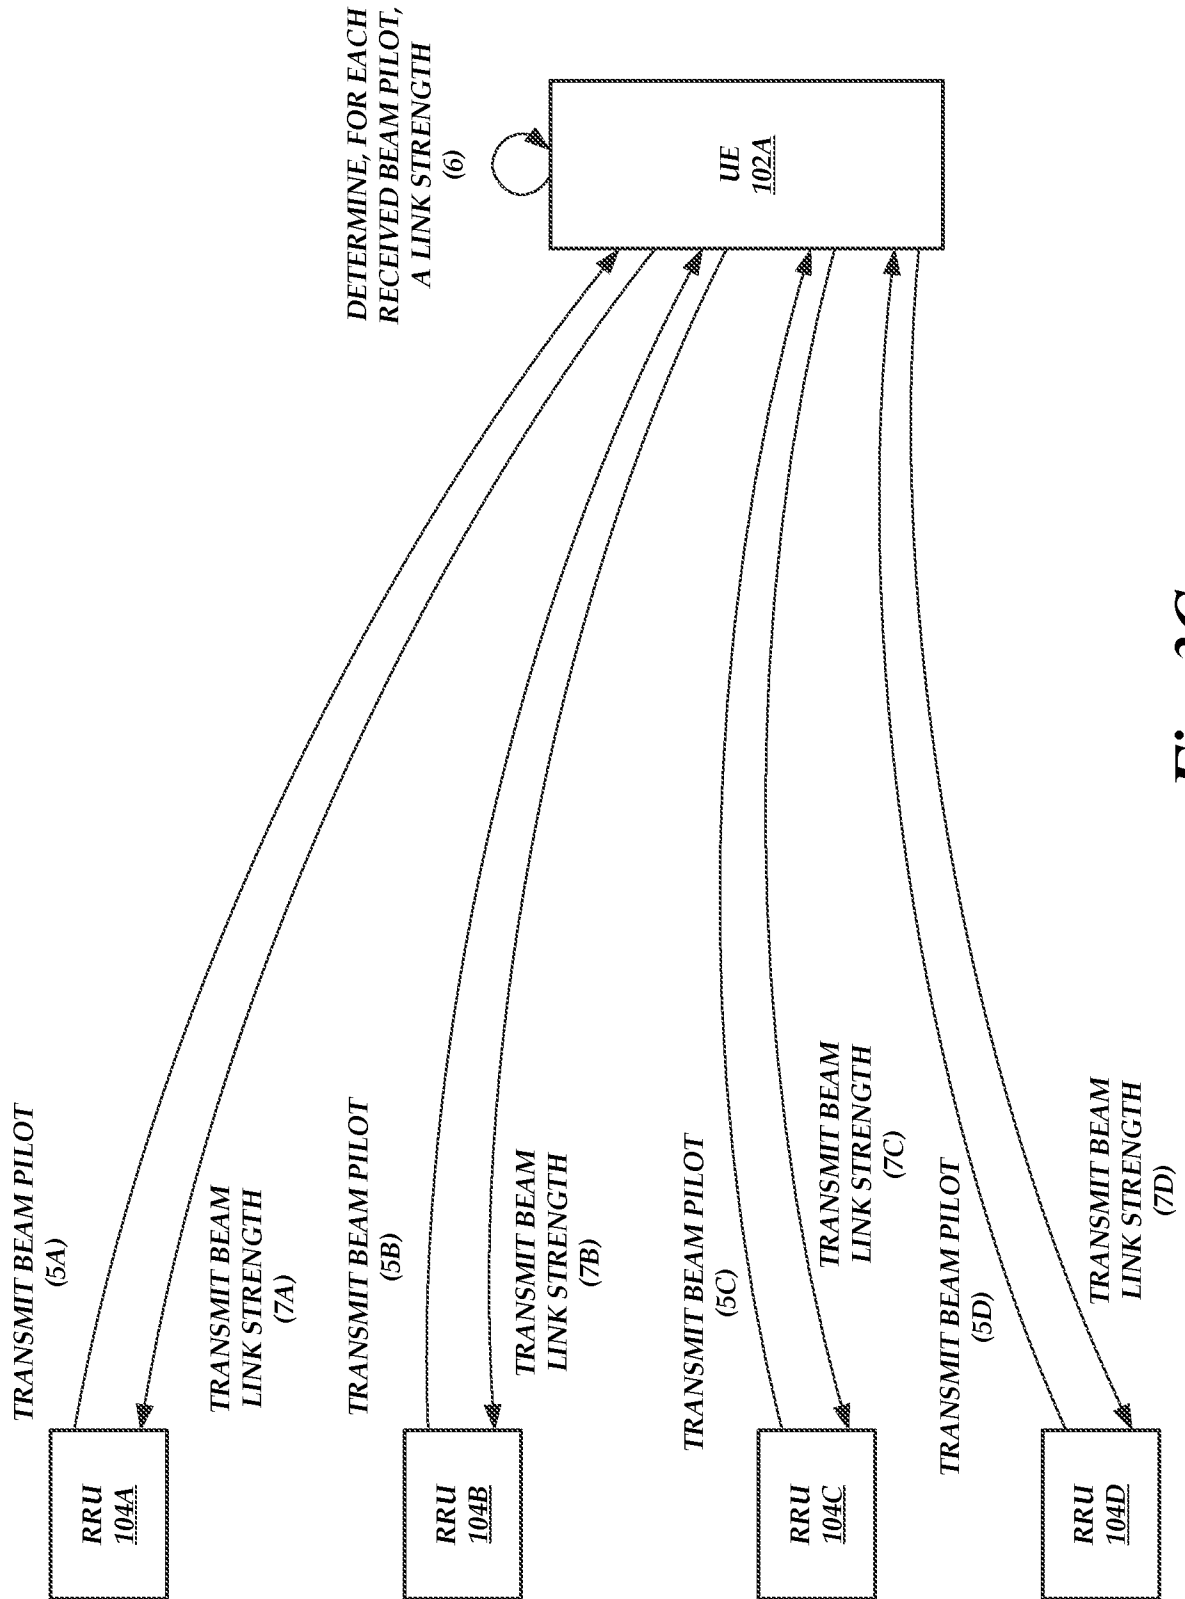 TRANSMIT BEAM PILOT
(5A)
RRU
104A
TRANSMIT BEAM
LINK STRENGTH
(7A)
DETERMINE, FOR EACH
RECEIVED BEAM PILOT,
A LINK STRENGTH
(6)
TRANSMIT BEAM PILOT
(5B)
RRU
104B
TRANSMIT BEAM
LINK STRENGTH
(7B)
UE
102A
TRANSMIT BEAM PILOT
(5C)
RRU
104C
TRANSMIT BEAM
LINK STRENGTH
(7C)
TRANSMIT BEAM PILOT
(5D)
RRU
104D
TRANSMIT BEAM
LINK STRENGTH
(7D)